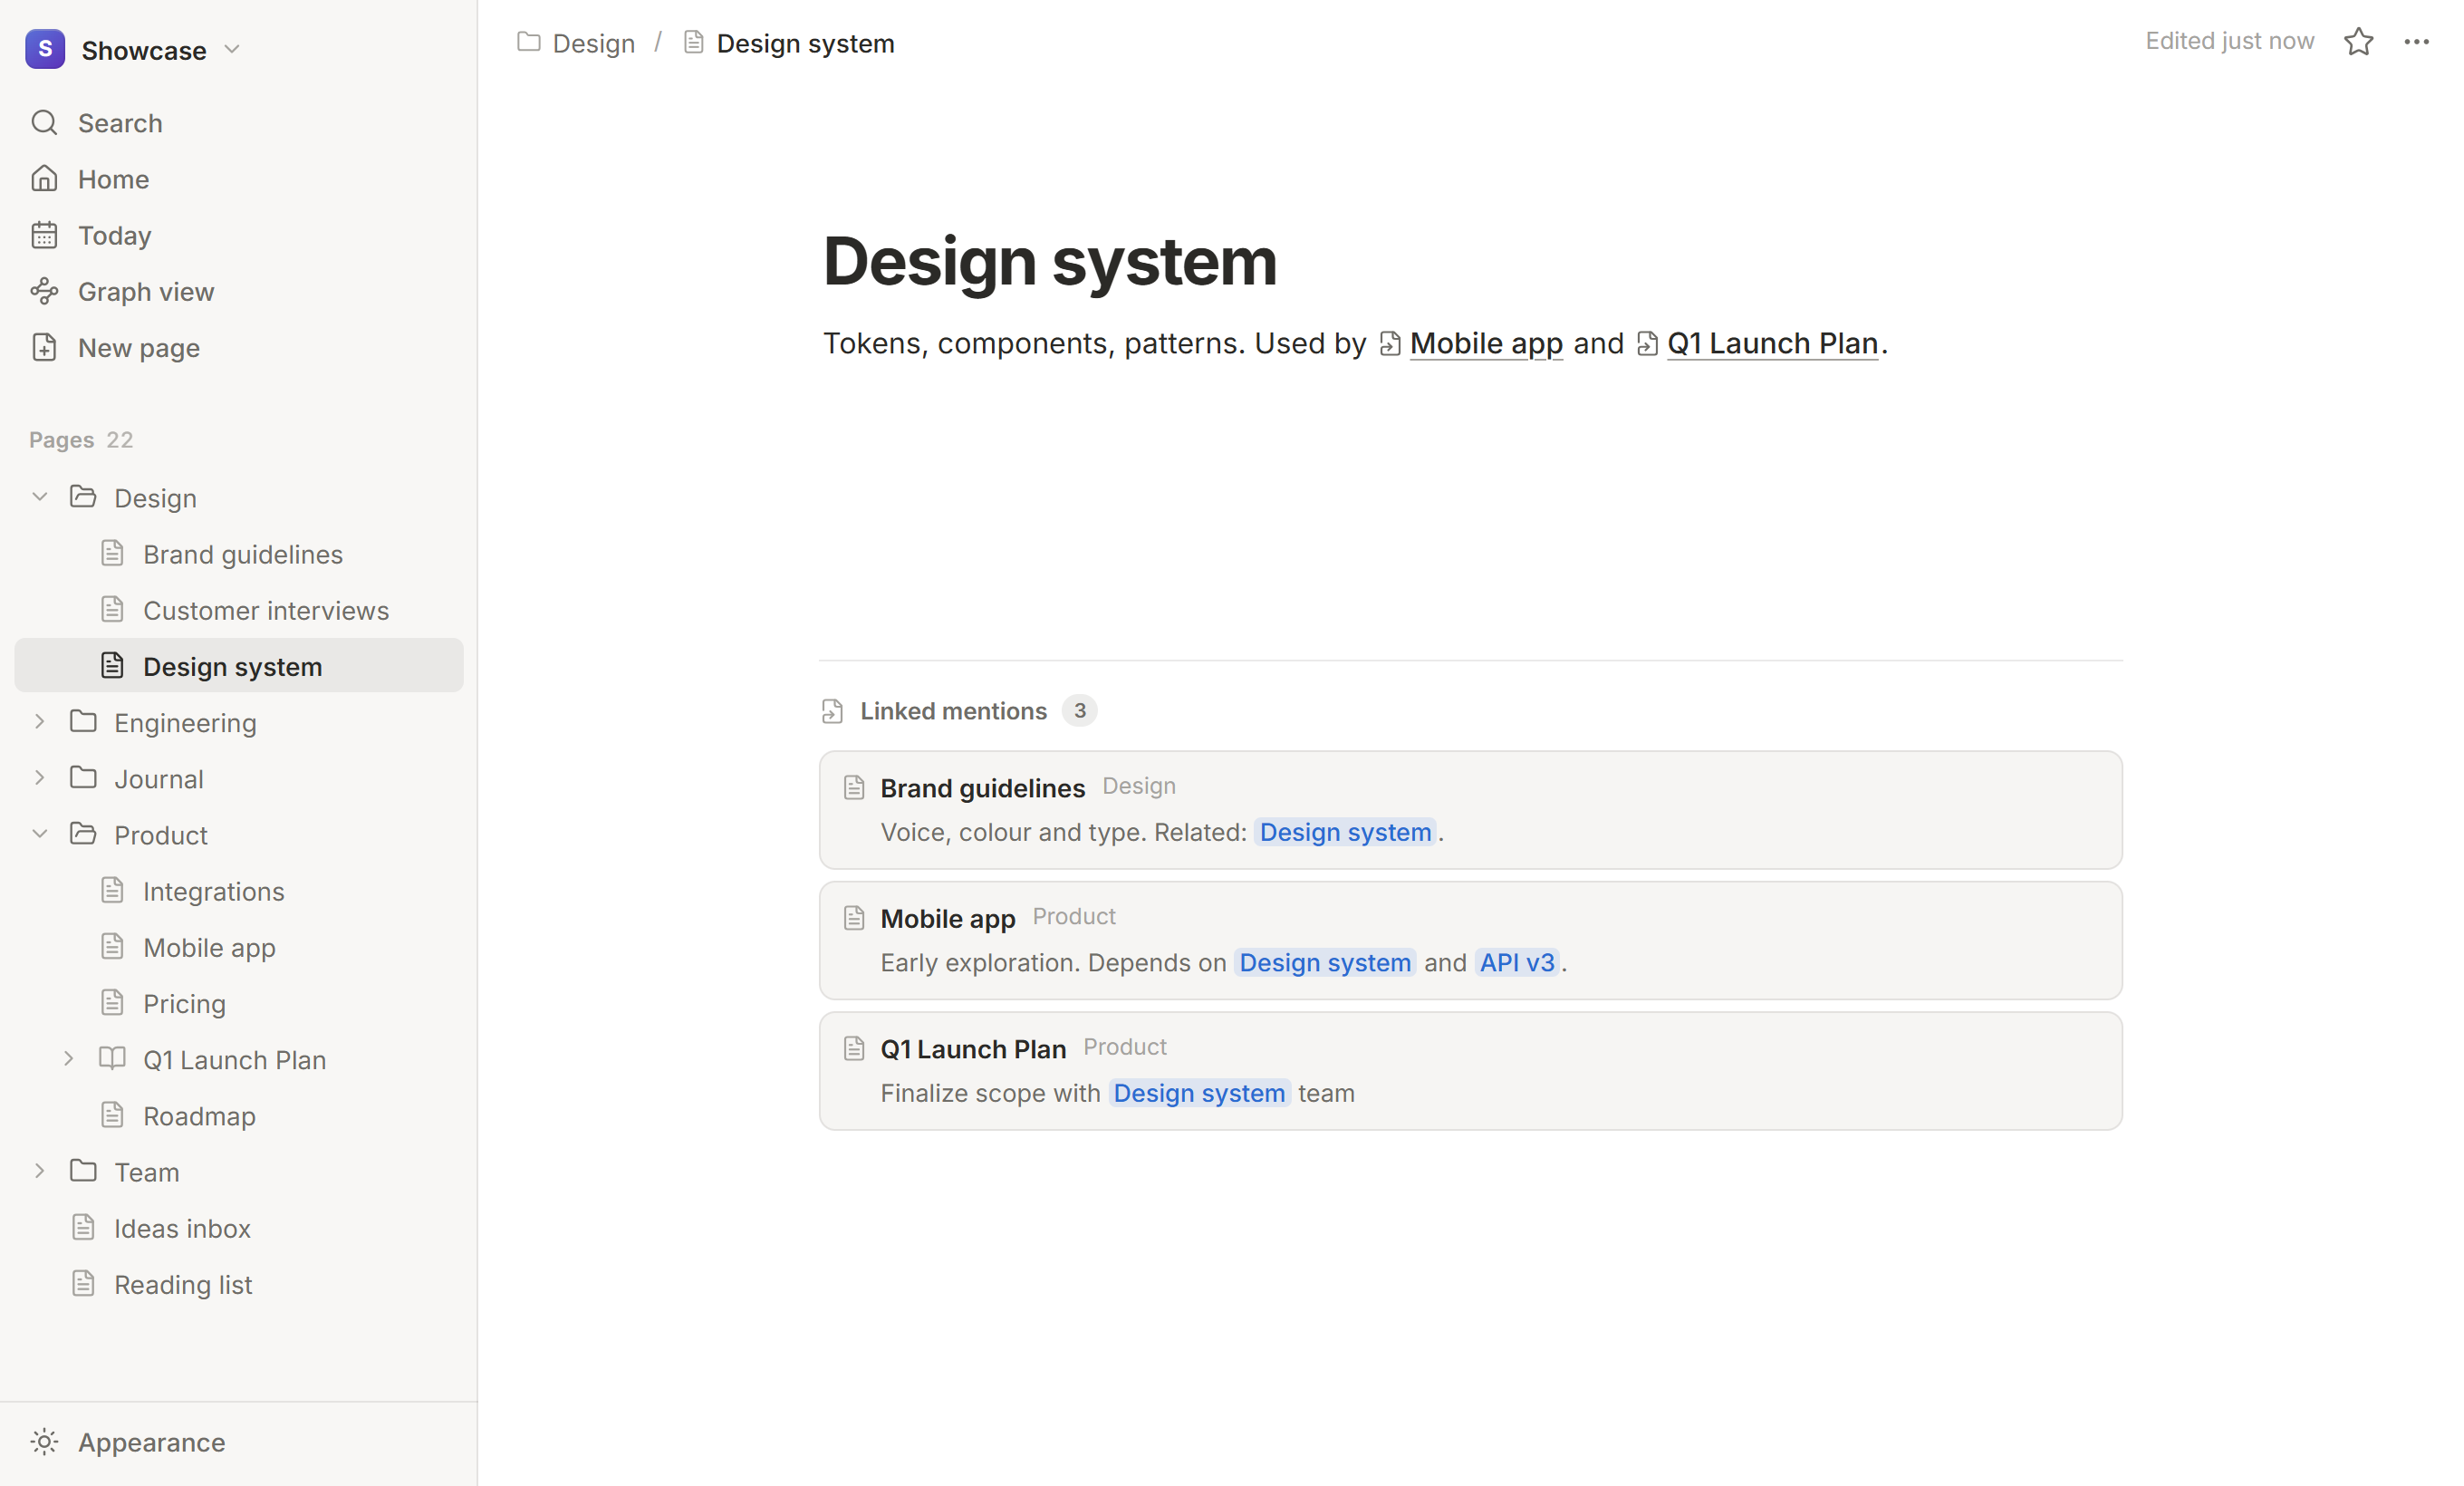 S Showcase
Search
Home
Today
Graph view
New page
Pages 22
Design
Brand guidelines
Customer interviews
Design system
Engineering
Journal
Product
Integrations
Mobile app
Pricing
Q1 Launch Plan
Roadmap
Team
Ideas inbox
Reading list
Appearance
Design / Design system
Edited just now
Design system
Tokens, components, patterns. Used by Mobile app and Q1 Launch Plan.
Linked mentions 3
Brand guidelines Design
Voice, colour and type. Related: Design system.
Mobile app Product
Early exploration. Depends on Design system and API v3.
Q1 Launch Plan Product
Finalize scope with Design system team